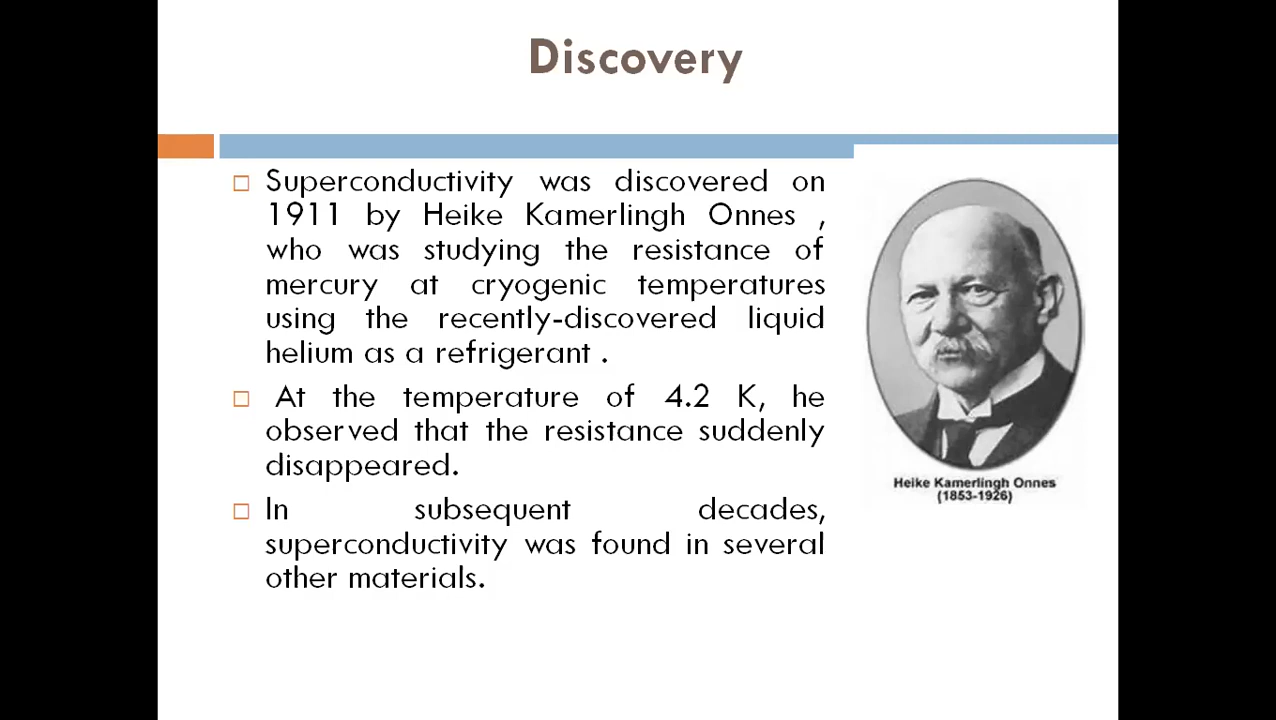 Discovery
Superconductivity was discovered on
1911 by Heike Kamerlingh Onnes ,
who was studying the resistance of
mercury at cryogenic temperatures
using the recently-discovered liquid
helium as a refrigerant .
At the temperature of 4.2 K, he
observed that the resistance suddenly
disappeared.
In subsequent decades,
superconductivity was found in several
other materials.
Heike Kamerlingh Onnes
(1853-1926)